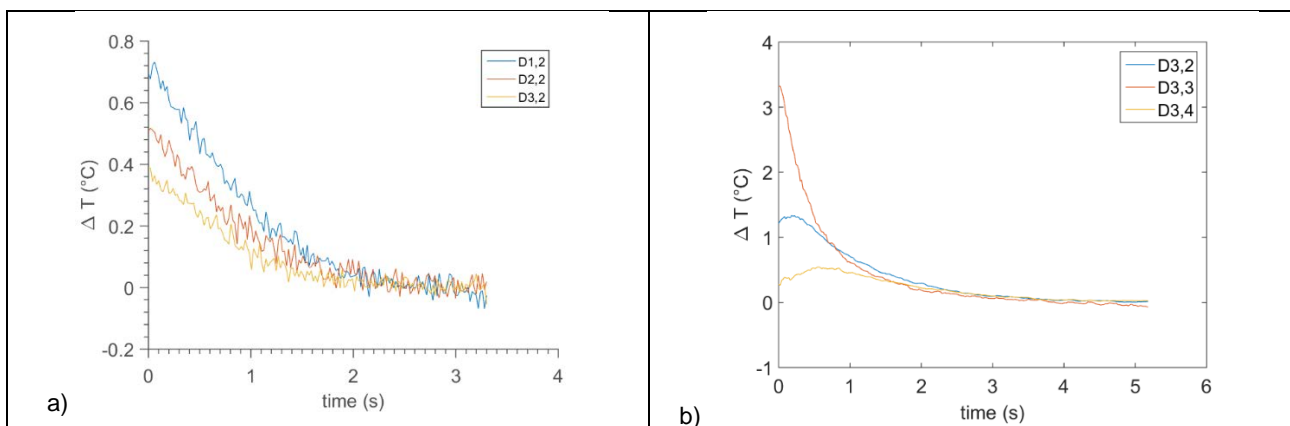 0.8
0.6
0.4
0.2
0
-0.2
Δ T (°C)
D1,2
D2,2
D3,2
0 1 2 3 4
time (s)
a)
4
3
2
1
0
-1
Δ T (°C)
D3,2
D3,3
D3,4
0 1 2 3 4 5 6
time (s)
b)